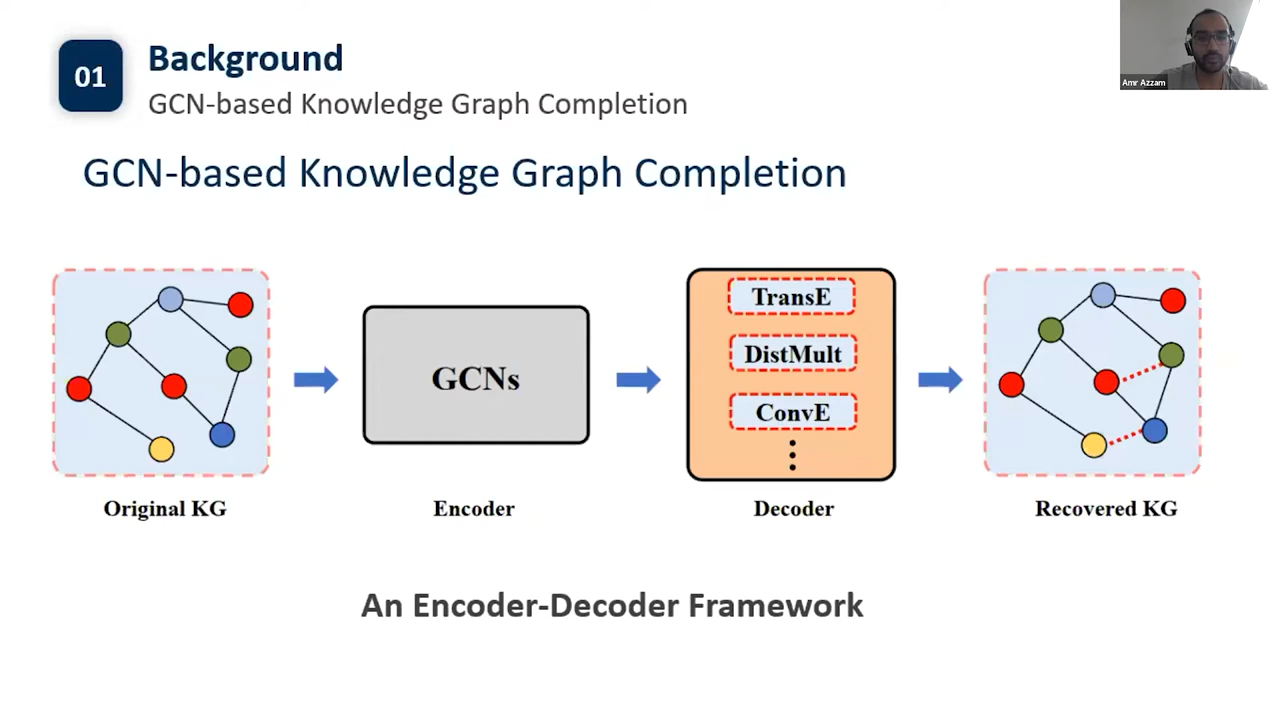 01
Background
GCN-based Knowledge Graph Completion
Amr Azzam
GCN-based Knowledge Graph Completion
GCNs
TransE
DistMult
ConvE
Original KG
Encoder
Decoder
Recovered KG
An Encoder-Decoder Framework